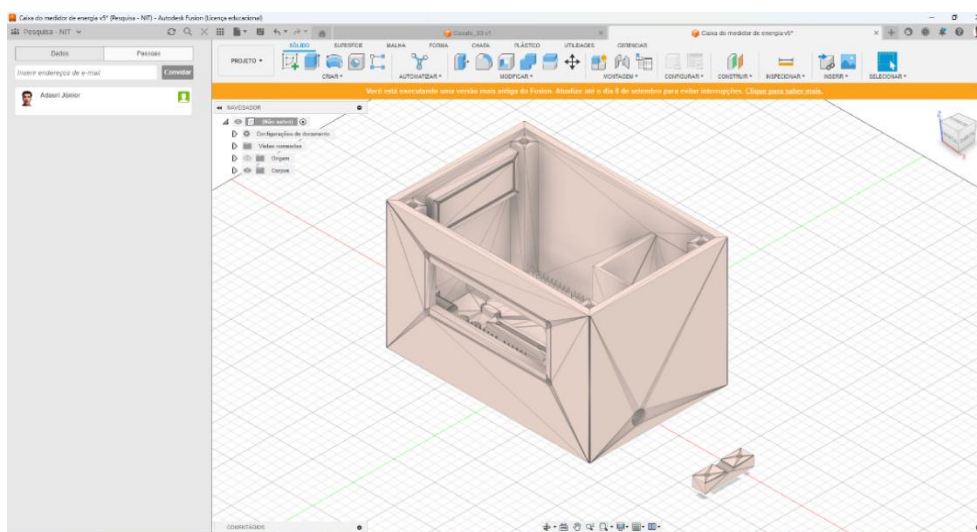 Caixa do medidor de energia v5* (Pesquisa - NIT) - Autodesk Fusion (Licença educacional)
Pesquisa - NIT
Caixa do medidor de energia v5*
Dados Pessoas
Inserir endereços de e-mail Convidar
Adauri Júnior
PROJETO
SÓLIDO SUPERFÍCIE MALHA FORMA CHAPA PLÁSTICO UTILIDADES GERENCIAR
CRIAR AUTOMATIZAR MODIFICAR MONTAGEM CONFIGURAR CONSTRUIR INSPECIONAR INSERIR SELECIONAR
Você está executando uma versão mais antiga do Fusion. Atualize até o dia 8 de setembro para evitar interrupções. Clique para saber mais.
NAVEGADOR
(Não salvo)
Configurações do documento
Vistas nomeadas
Origem
Corpos
COMENTÁRIOS